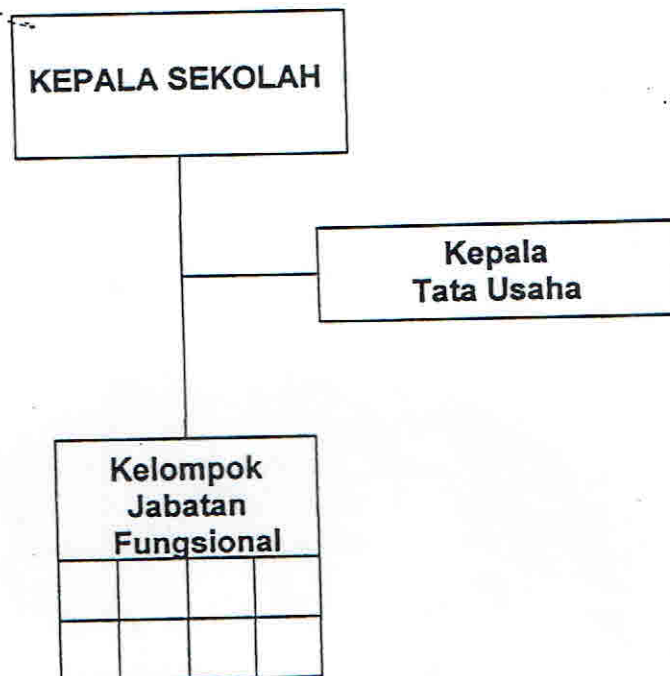 KEPALA SEKOLAH
Kepala
Tata Usaha
Kelompok
Jabatan
Fungsional